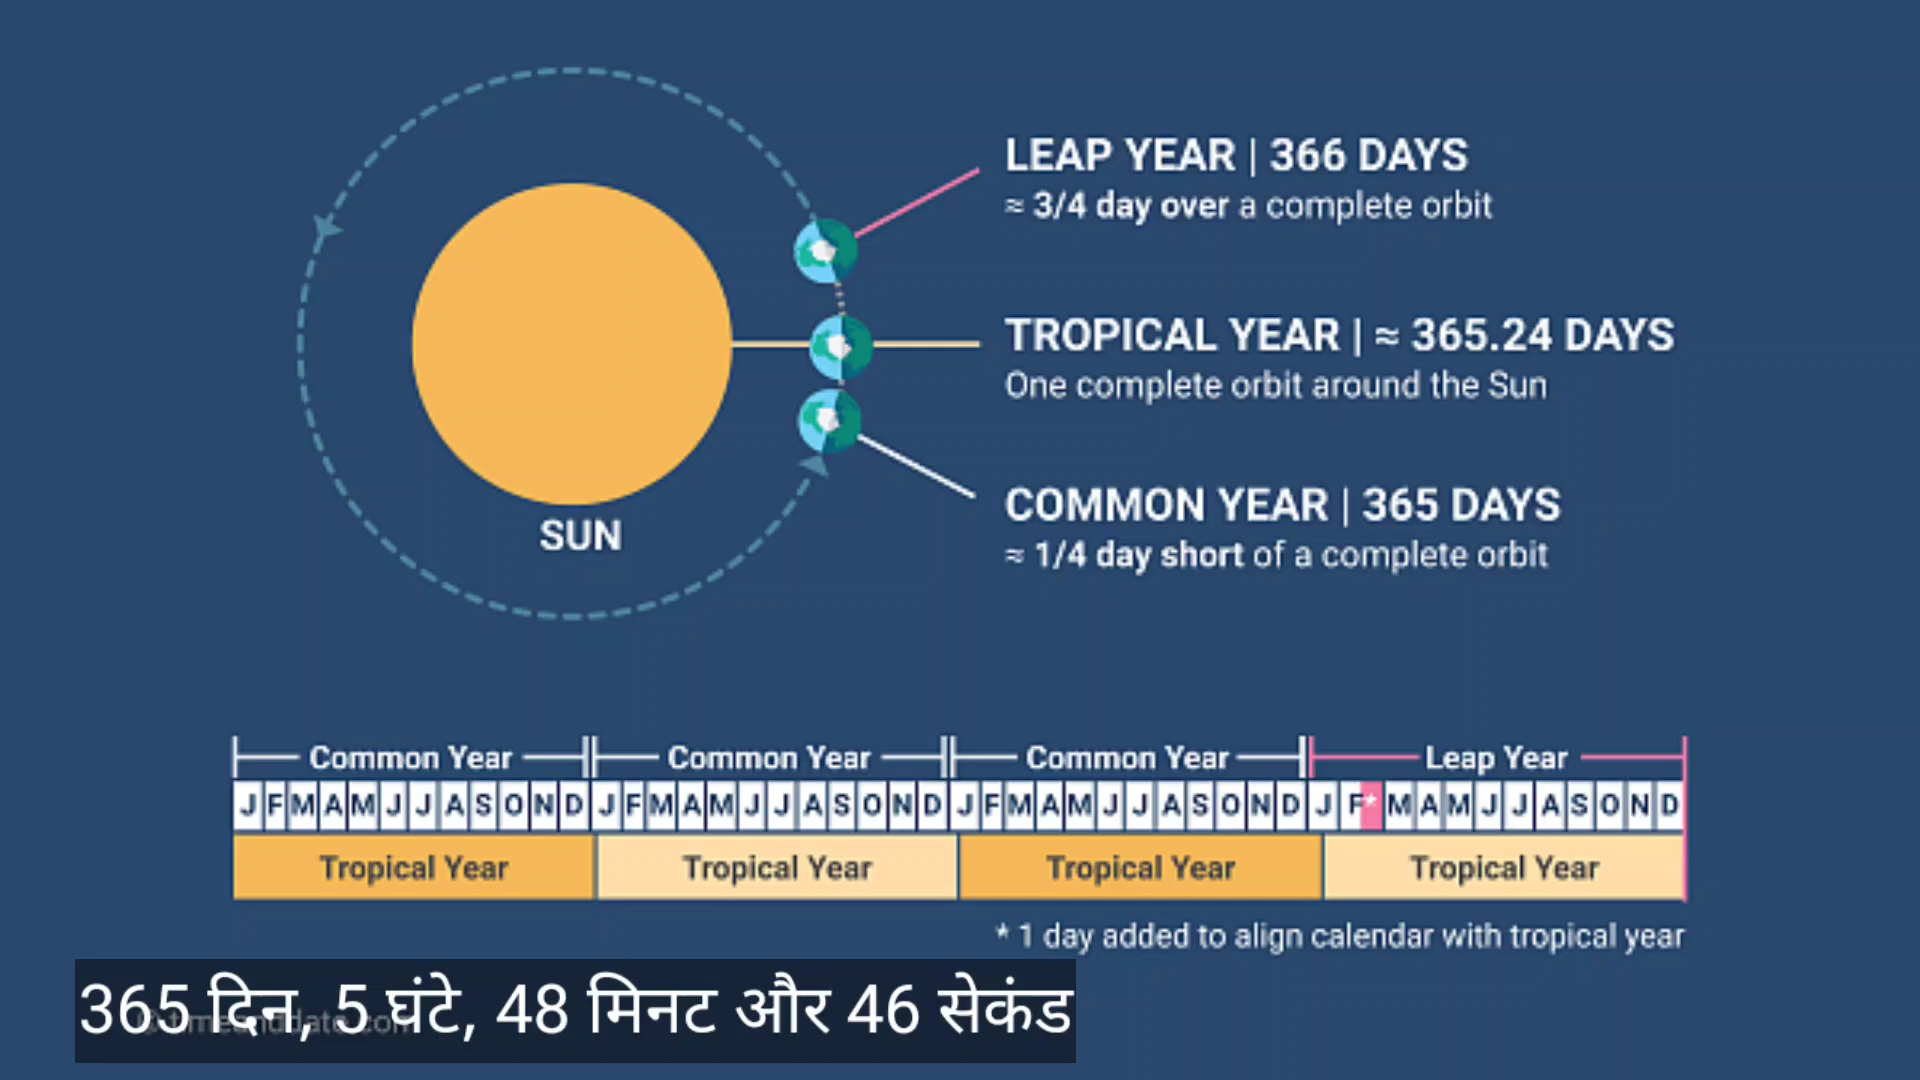 LEAP YEAR | 366 DAYS
≈ 3/4 day over a complete orbit
TROPICAL YEAR | ≈ 365.24 DAYS
One complete orbit around the Sun
COMMON YEAR | 365 DAYS
≈ 1/4 day short of a complete orbit
SUN
Common Year Common Year Common Year Leap Year
J F M A M J J A S O N D J F M A M J J A S O N D J F M A M J J A S O N D J F * M A M J J A S O N D
Tropical Year Tropical Year Tropical Year Tropical Year
* 1 day added to align calendar with tropical year
365 दिन, 5 घंटे, 48 मिनट और 46 सेकंड
© timeanddate.com